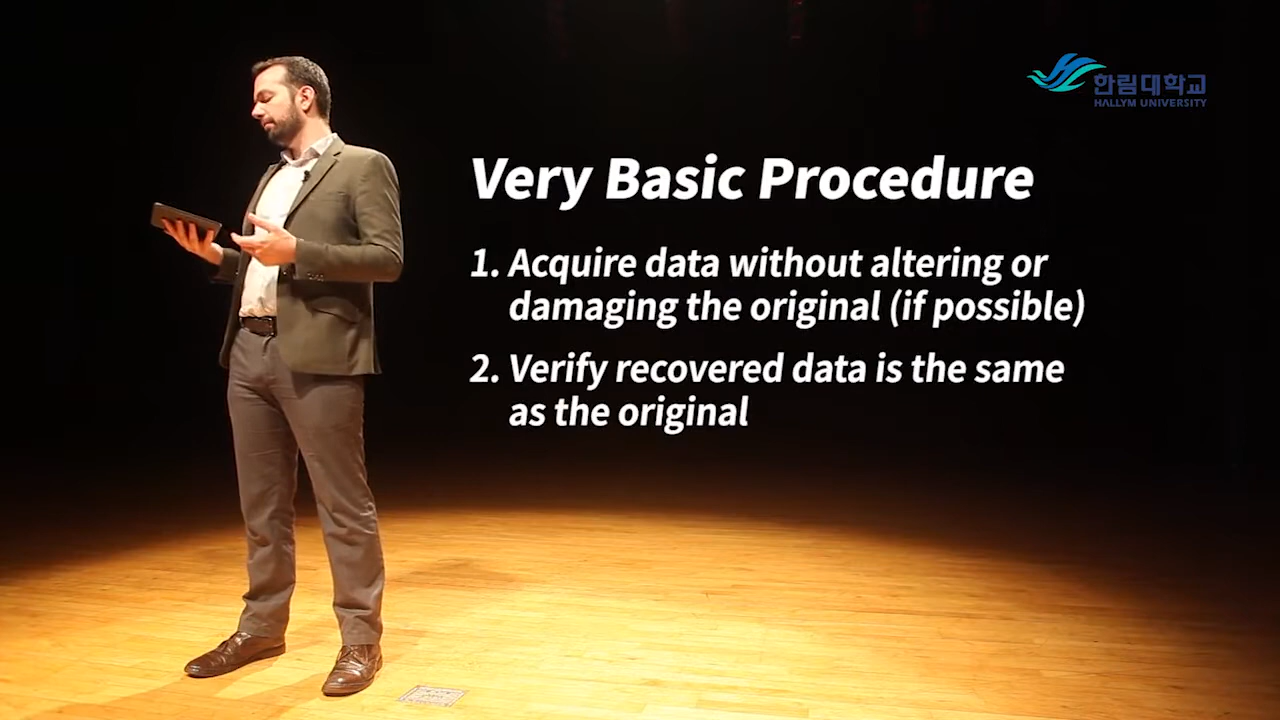 한림대학교
HALLYM UNIVERSITY
Very Basic Procedure
1. Acquire data without altering or
damaging the original (if possible)
2. Verify recovered data is the same
as the original